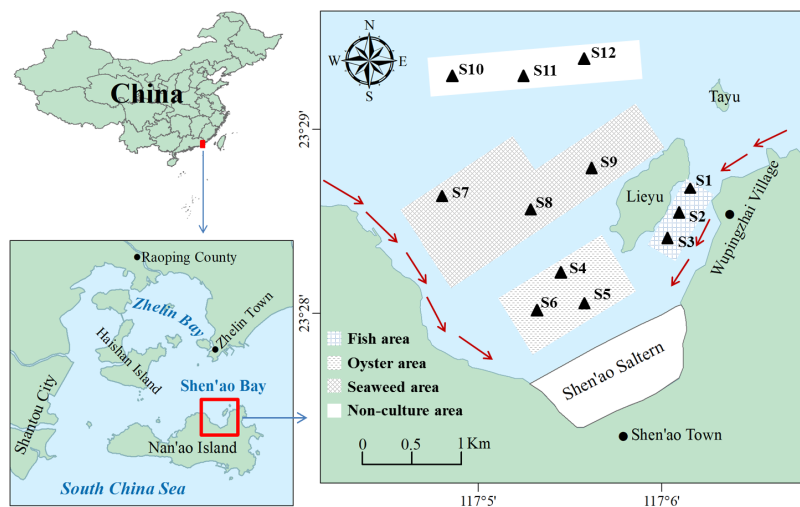 China
Raoping County
Zhelin Bay
Zhelin Town
Haishan Island
Shen'ao Bay
Shantou City
Nan'ao Island
South China Sea
N
W
E
S
S12
S10
S11
Tayu
23°29'
S9
S7
S8
Lieyu
S1
S2
S3
Wupingzhai Village
S4
S6
S5
23°28'
Fish area
Oyster area
Seaweed area
Non-culture area
Shen'ao Saltern
0
0.5
1 Km
Shen'ao Town
117°5'
117°6'